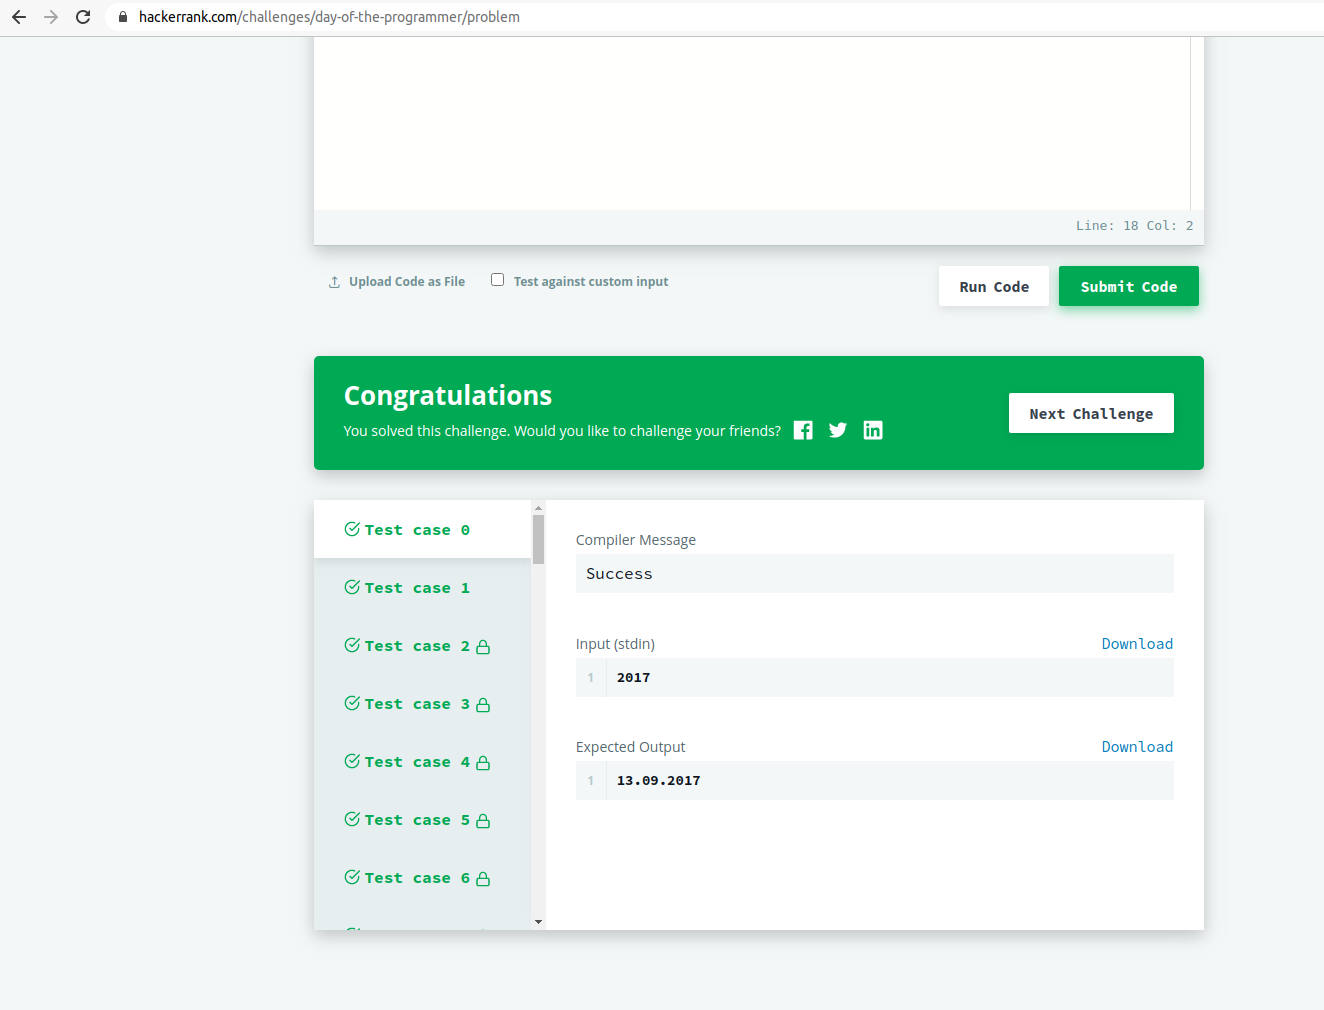 hackerrank.com/challenges/day-of-the-programmer/problem
Line: 18 Col: 2
Upload Code as File
Test against custom input
Run Code
Submit Code
Congratulations
You solved this challenge. Would you like to challenge your friends?
Next Challenge
Test case 0
Test case 1
Test case 2
Test case 3
Test case 4
Test case 5
Test case 6
Compiler Message
Success
Input (stdin)
Download
1 2017
Expected Output
Download
1 13.09.2017